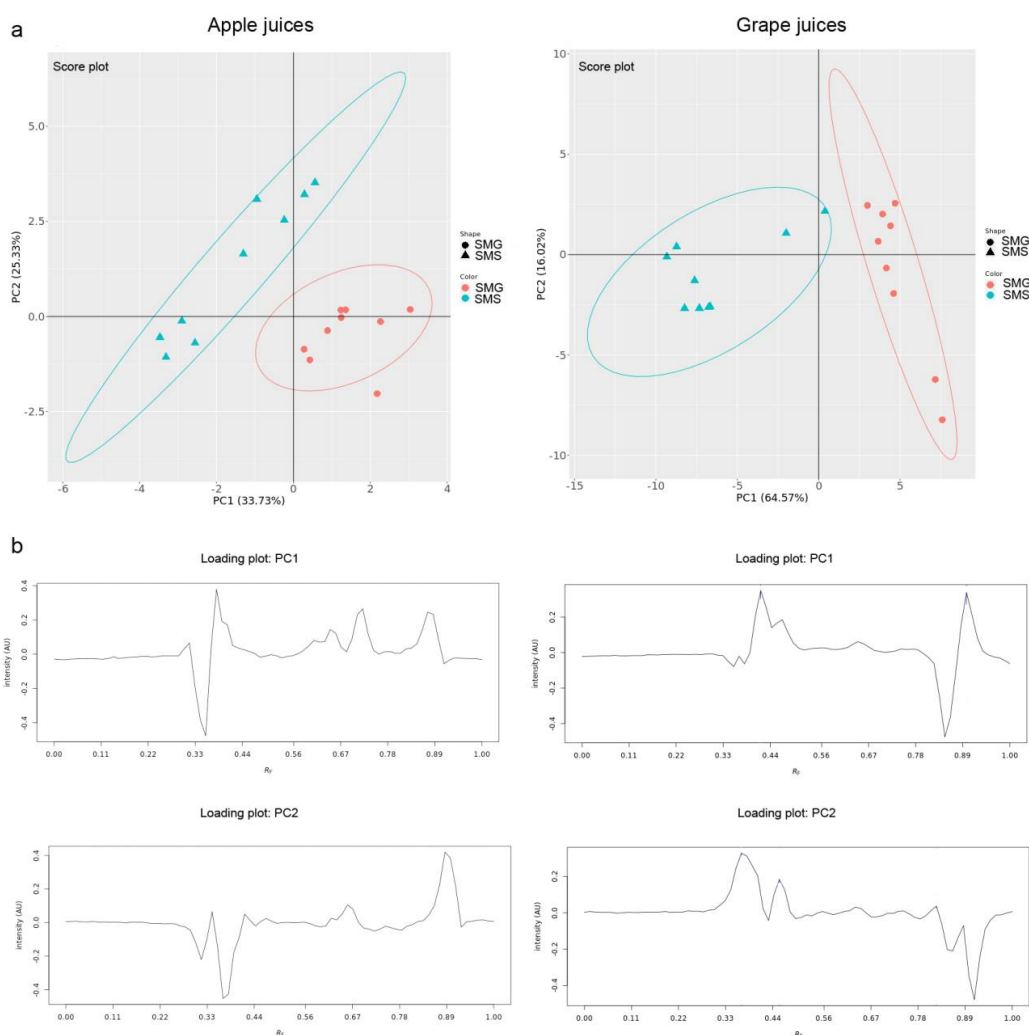 Apple juices
Grape juices
a
Score plot
5.0
2.5
0.0
-2.5
-6
-4
-2
0
2
4
PC2 (25.33%)
PC1 (33.73%)
Shape
SMG
SMS
Color
SMG
SMS
Score plot
10
5
0
-5
-10
-15
-10
-5
0
5
PC2 (16.02%)
PC1 (64.57%)
Shape
SMG
SMS
Color
SMG
SMS
b
Loading plot: PC1
0.4
0.2
0.0
-0.2
-0.4
intensity (AU)
0.00 0.11 0.22 0.33 0.44 0.56 0.67 0.78 0.89 1.00
RF
Loading plot: PC1
0.2
0.0
-0.2
-0.4
intensity (AU)
0.00 0.11 0.22 0.33 0.44 0.56 0.67 0.78 0.89 1.00
RF
Loading plot: PC2
0.4
0.2
0.0
-0.2
-0.4
intensity (AU)
0.00 0.11 0.22 0.33 0.44 0.56 0.67 0.78 0.89 1.00
RF
Loading plot: PC2
0.2
0.0
-0.2
-0.4
intensity (AU)
0.00 0.11 0.22 0.33 0.44 0.56 0.67 0.78 0.89 1.00
RF